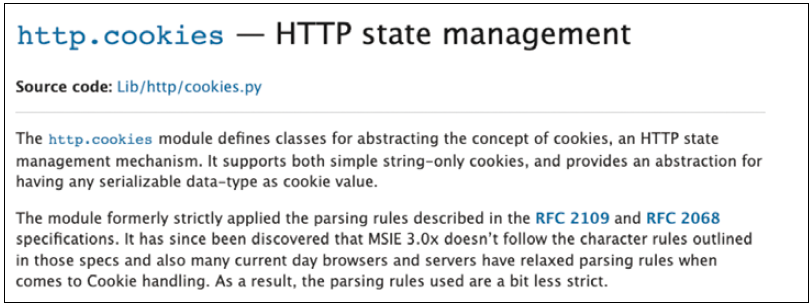 http.cookies — HTTP state management
Source code: Lib/http/cookies.py
The http.cookies module defines classes for abstracting the concept of cookies, an HTTP state
management mechanism. It supports both simple string-only cookies, and provides an abstraction for
having any serializable data-type as cookie value.
The module formerly strictly applied the parsing rules described in the RFC 2109 and RFC 2068
specifications. It has since been discovered that MSIE 3.0x doesn’t follow the character rules outlined
in those specs and also many current day browsers and servers have relaxed parsing rules when
comes to Cookie handling. As a result, the parsing rules used are a bit less strict.